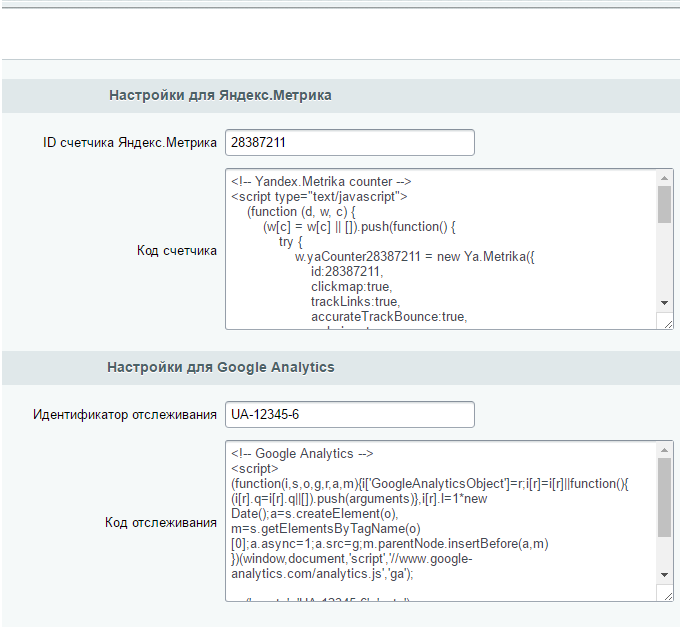 Настройки для Яндекс.Метрика
ID счетчика Яндекс.Метрика 28387211
Код счетчика
<!-- Yandex.Metrika counter -->
<script type="text/javascript">
(function (d, w, c) {
(w[c] = w[c] || []).push(function() {
try {
w.yaCounter28387211 = new Ya.Metrika({
id:28387211,
clickmap:true,
trackLinks:true,
accurateTrackBounce:true,
Настройки для Google Analytics
Идентификатор отслеживания UA-12345-6
Код отслеживания
<!-- Google Analytics -->
<script>
(function(i,s,o,g,r,a,m){i['GoogleAnalyticsObject']=r;i[r]=i[r]||function(){
(i[r].q=i[r].q||[]).push(arguments)},i[r].l=1*new
Date();a=s.createElement(o),
m=s.getElementsByTagName(o)
[0];a.async=1;a.src=g;m.parentNode.insertBefore(a,m)
})(window,document,'script','//www.google-
analytics.com/analytics.js','ga');